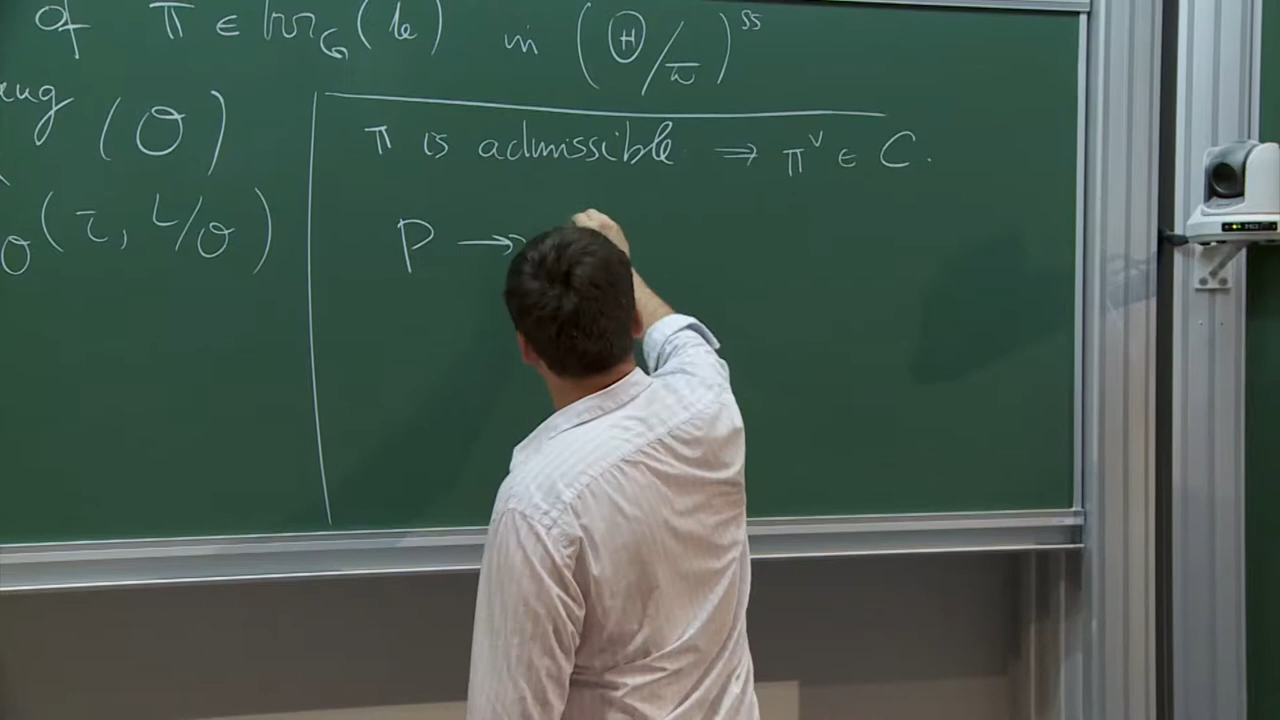 of π ∈ Irr_G(k) in (Θ/ϖ)^ss
(O)
π is admissible ⇒ π^∨ ∈ C.
O(τ, L/O)
P ↠